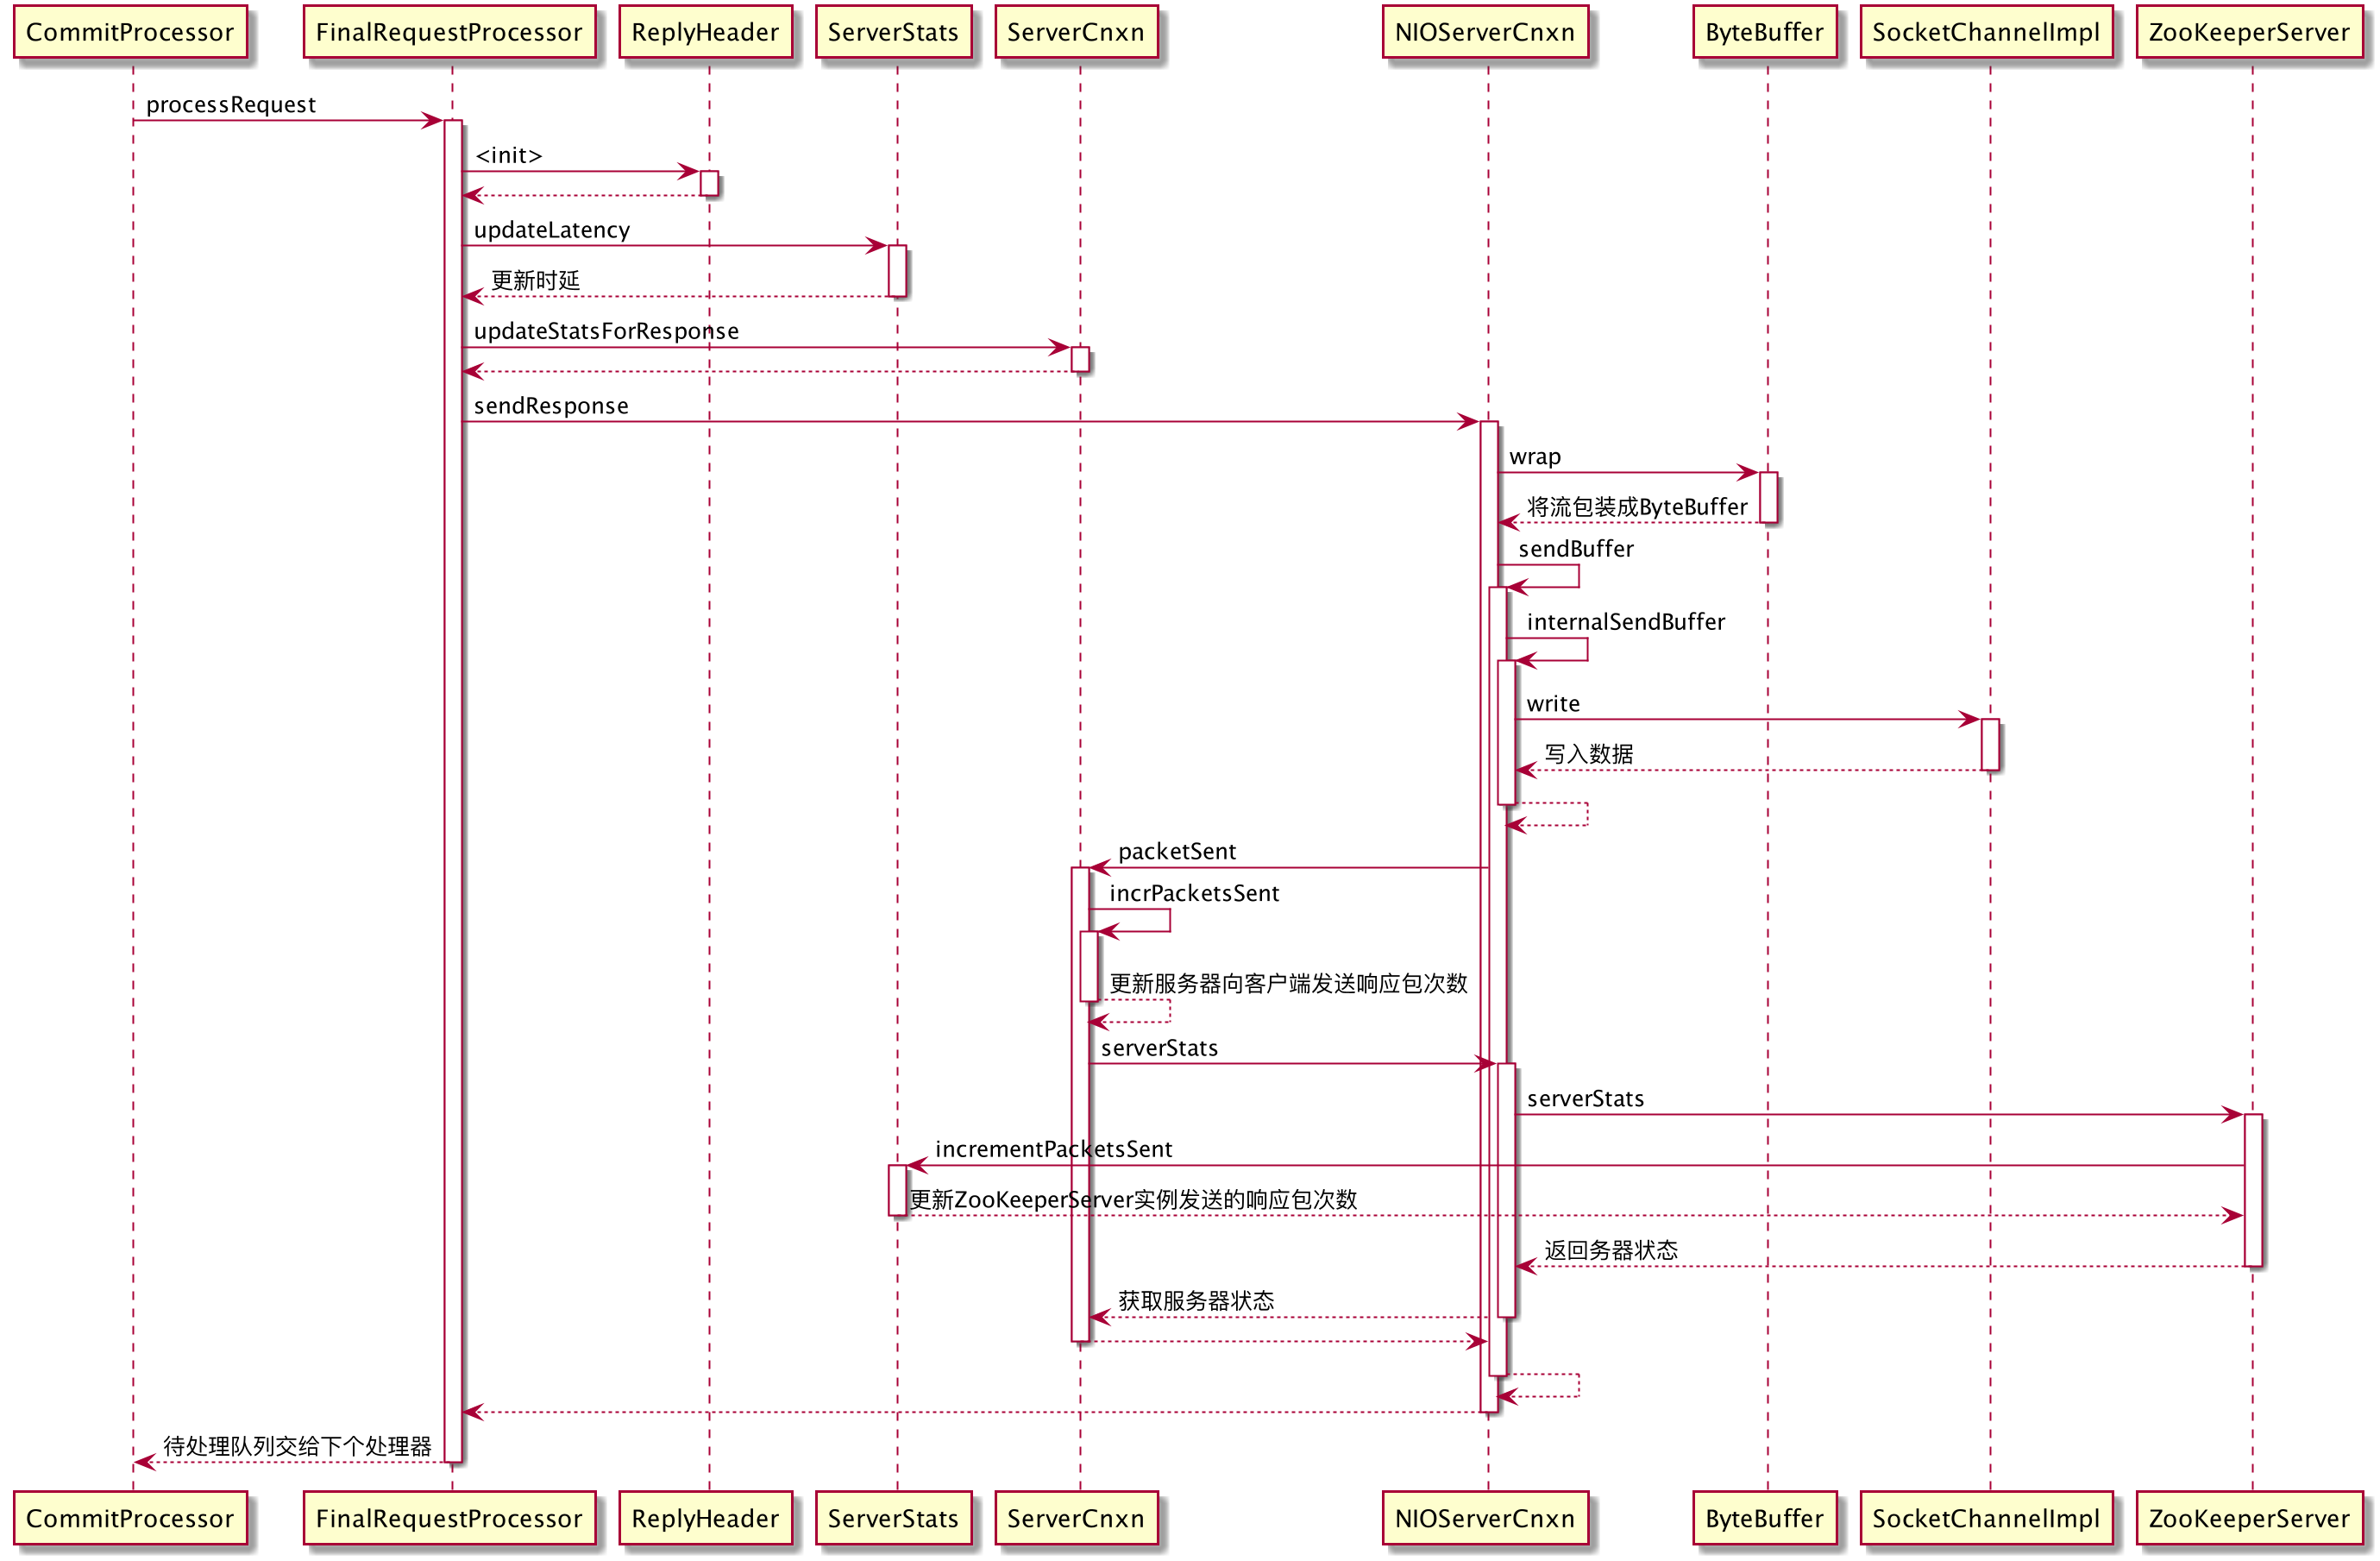 CommitProcessor
FinalRequestProcessor
ReplyHeader
ServerStats
ServerCnxn
NIOServerCnxn
ByteBuffer
SocketChannelImpl
ZooKeeperServer
processRequest
<init>
updateLatency
更新时延
updateStatsForResponse
sendResponse
wrap
将流包装成ByteBuffer
sendBuffer
internalSendBuffer
write
写入数据
packetSent
incrPacketsSent
更新服务器向客户端发送响应包次数
serverStats
serverStats
incrementPacketsSent
更新ZooKeeperServer实例发送的响应包次数
返回务器状态
获取服务器状态
待处理队列交给下个处理器
CommitProcessor
FinalRequestProcessor
ReplyHeader
ServerStats
ServerCnxn
NIOServerCnxn
ByteBuffer
SocketChannelImpl
ZooKeeperServer